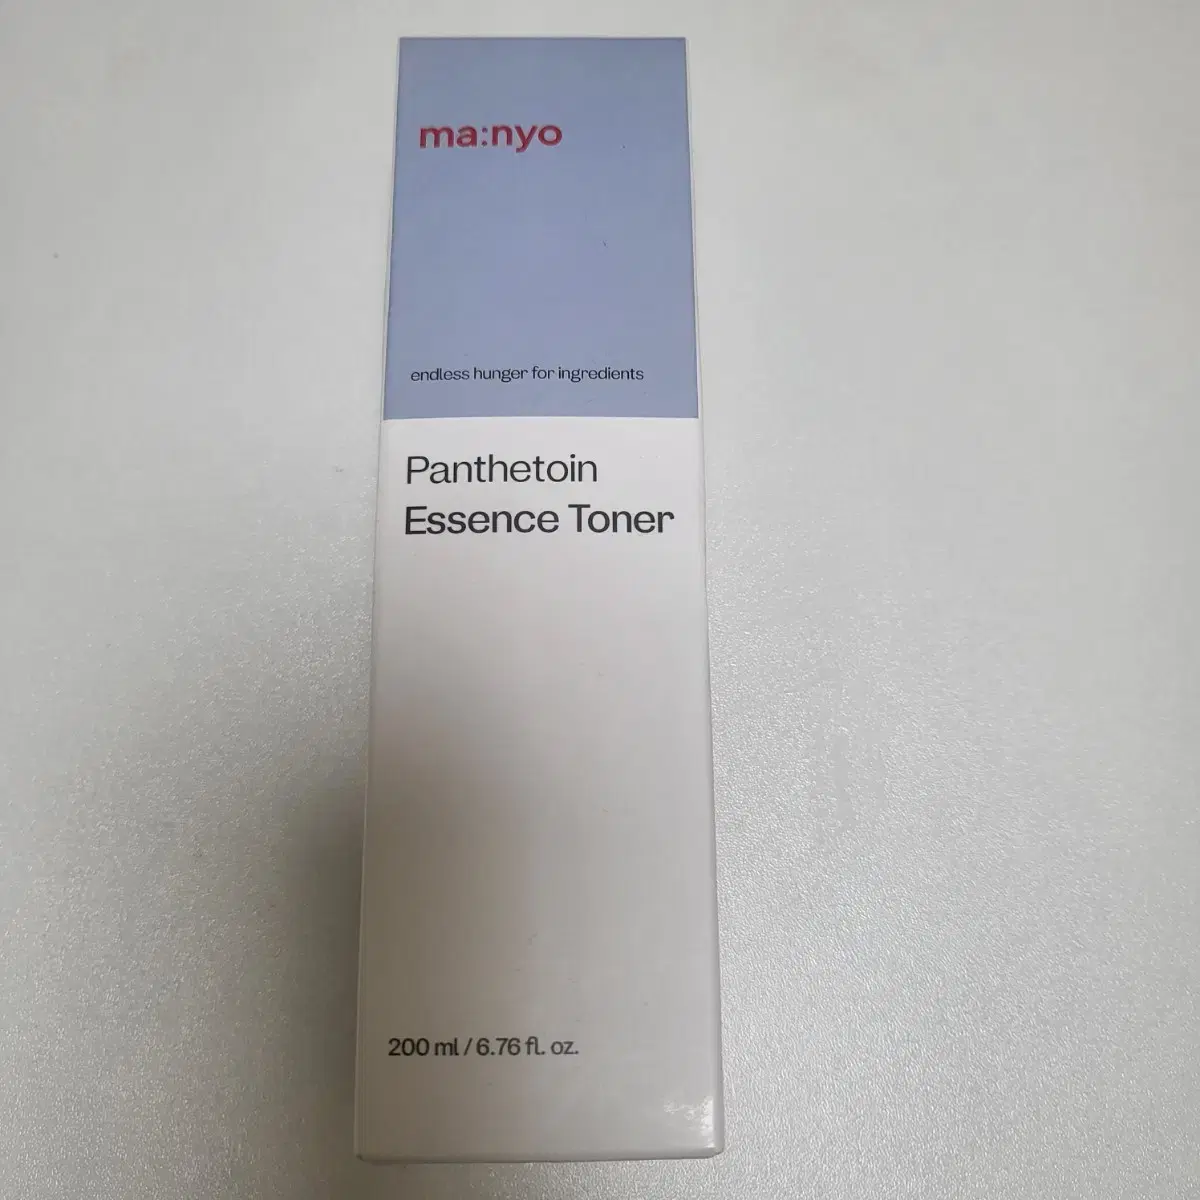 ma:nyo
endless hunger for ingredients
Panthetoin
Essence Toner
200 ml / 6.76 fl. oz.